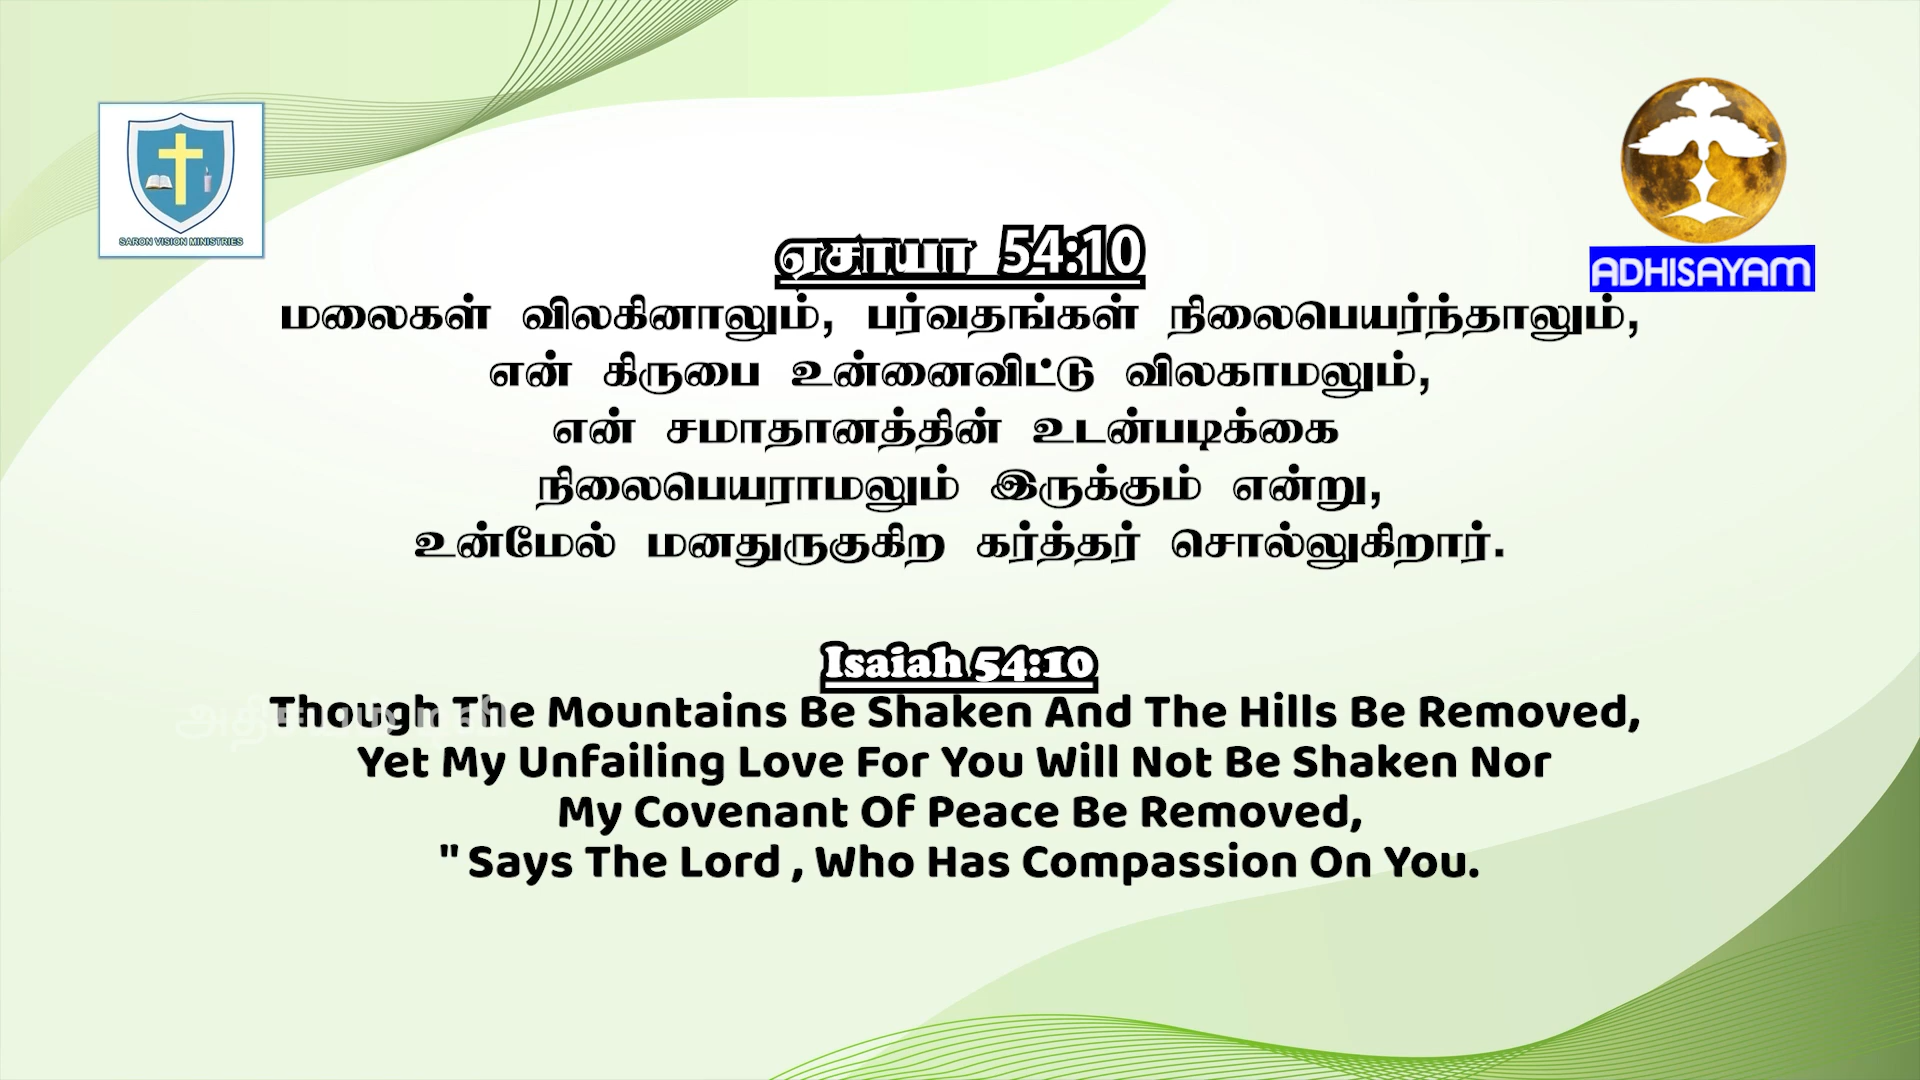 SARON VISION MINISTRIES
ADHISAYAM
ஏசாயா 54:10
மலைகள் விலகினாலும், பர்வதங்கள் நிலைபெயர்ந்தாலும்,
என் கிருபை உன்னைவிட்டு விலகாமலும்,
என் சமாதானத்தின் உடன்படிக்கை
நிலைபெயராமலும் இருக்கும் என்று,
உன்மேல் மனதுருகுகிற கர்த்தர் சொல்லுகிறார்.
Isaiah 54:10
Though The Mountains Be Shaken And The Hills Be Removed,
Yet My Unfailing Love For You Will Not Be Shaken Nor
My Covenant Of Peace Be Removed,
" Says The Lord , Who Has Compassion On You.